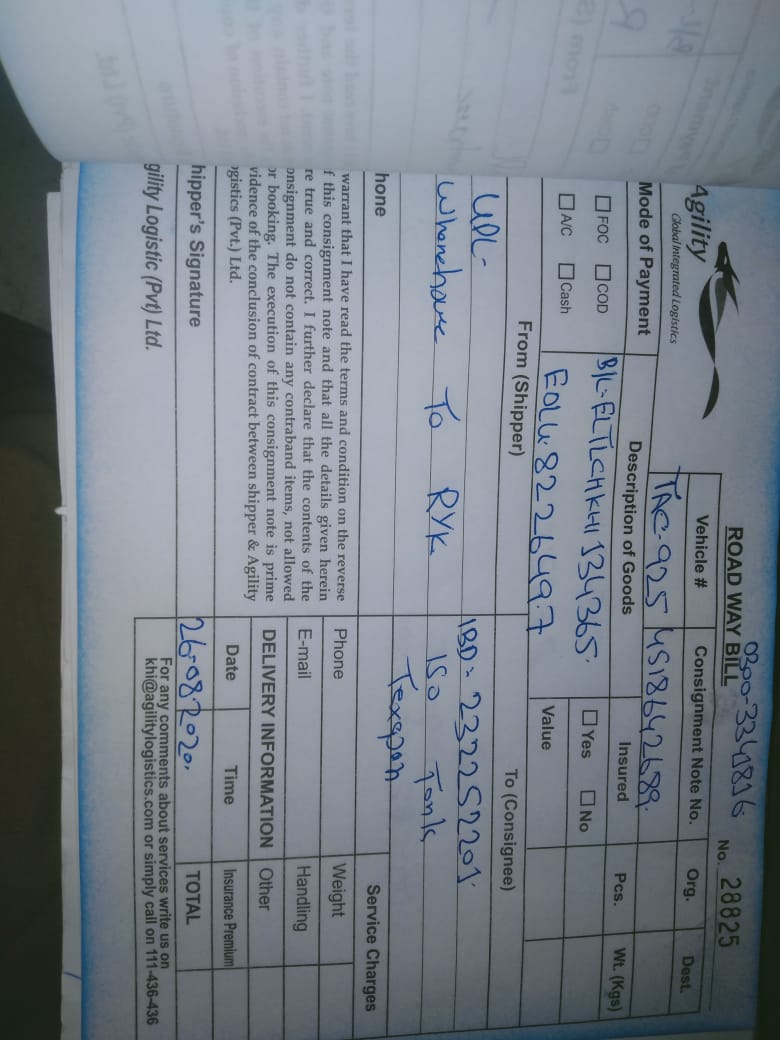 0300-3341816
ROAD WAY BILL
No. 28825
Agility
Global Integrated Logistics
Vehicle #
Consignment Note No.
Org.
Dest.
TAC-925
4518642689.
Mode of Payment
Description of Goods
Insured
Pcs.
Wt. (Kgs)
FOC COD
B/L-ELTLCHKHI134365.
Yes No
A/C Cash
EOLU.8226497
Value
From (Shipper)
To (Consignee)
UPL-
IBD- 232252201.
Wharehouse To RYK
ISO Tank
hone
Service Charges
warrant that I have read the terms and condition on the reverse
f this consignment note and that all the details given herein
re true and correct. I further declare that the contents of the
onsignment do not contain any contraband items, not allowed
or booking. The execution of this consignment note is prime
vidence of the conclusion of contract between shipper & Agility
ogistics (Pvt.) Ltd.
Phone
Weight
E-mail
Handling
DELIVERY INFORMATION
Other
Date
Time
Insurance Premium
hipper's Signature
26-08-2020.
TOTAL
gility Logistic (Pvt) Ltd.
For any comments about services write us on
khi@agilitylogistics.com or simply call on 111-436-436